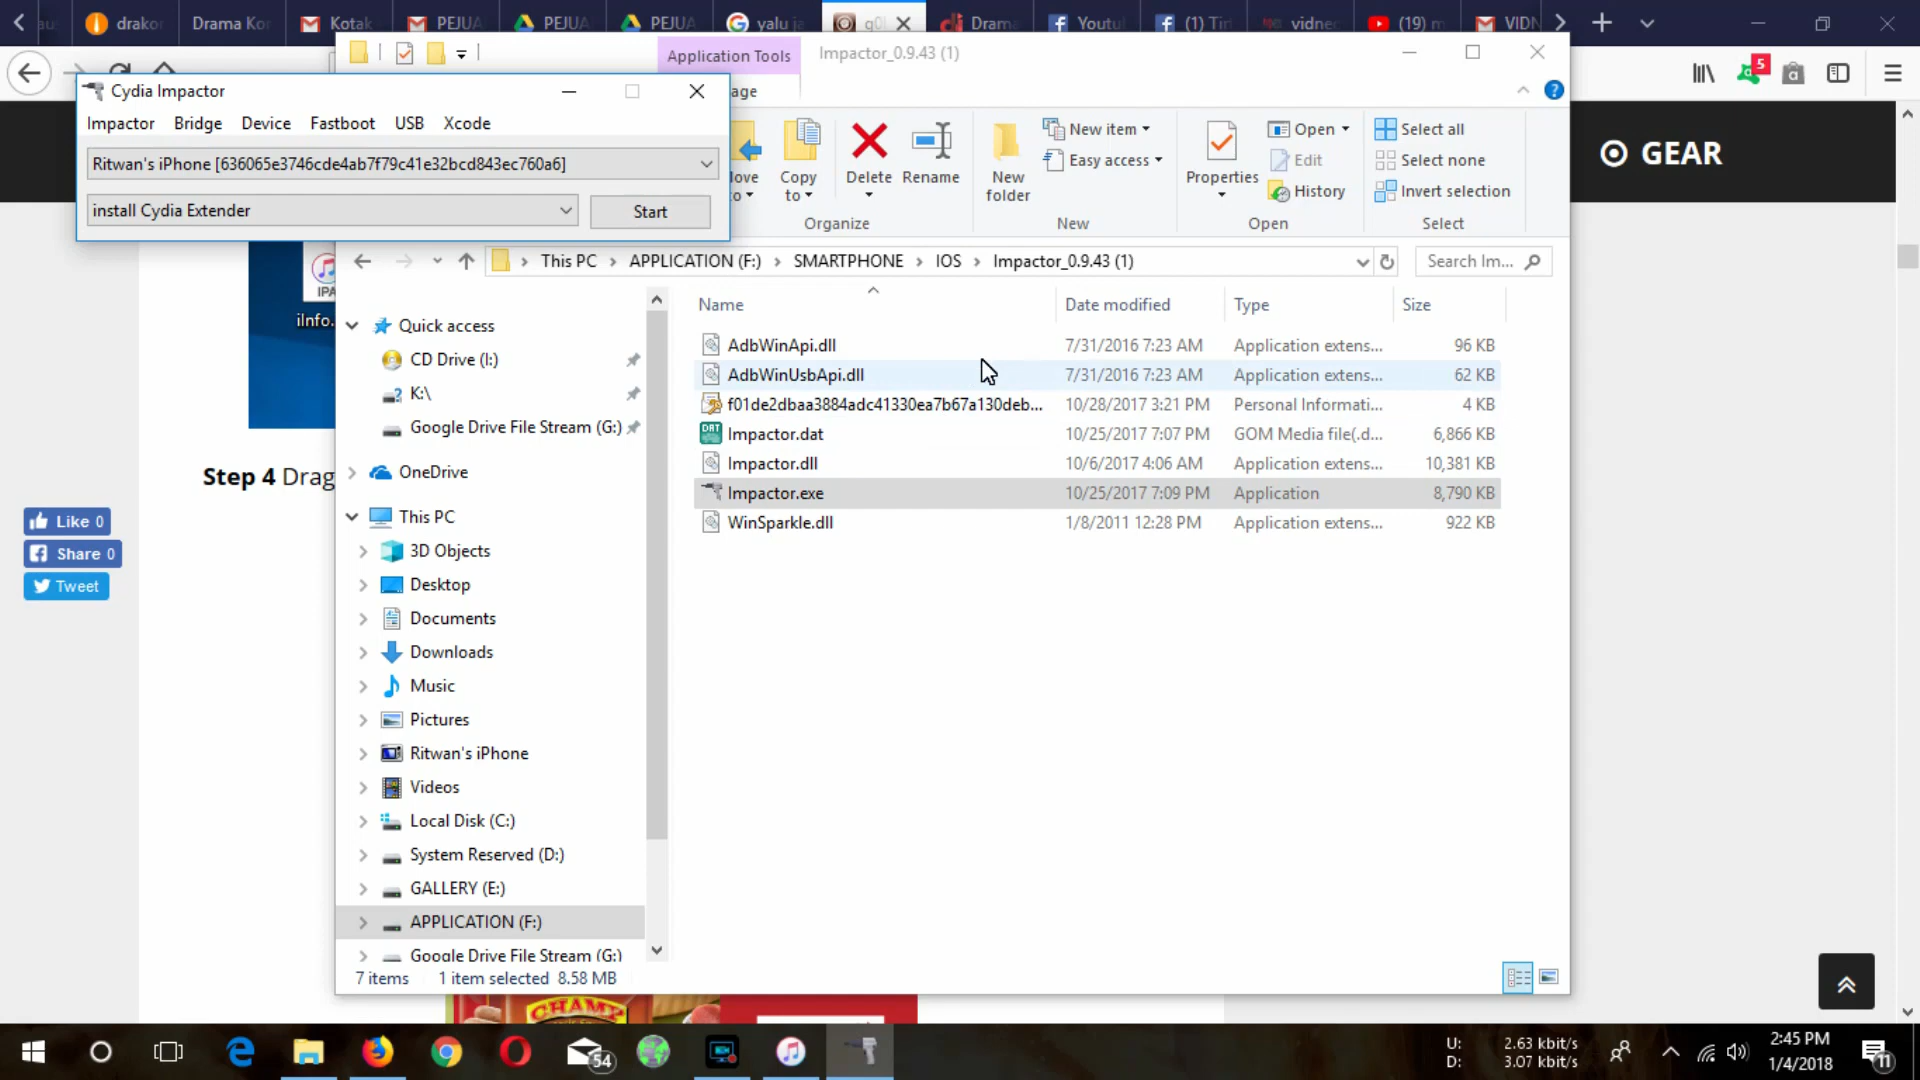 drako
Drama Kor
Kotak
PEJUA
PEJUA
PEJUA
yalu ja
g0
Drama
Youtu
(1) Tim
vidne
(19) m
VIDN
Application Tools
Impactor_0.9.43 (1)
Cydia Impactor
age
5
Impactor Bridge Device Fastboot USB Xcode
Ritwan's iPhone [636065e3746cde4ab7f79c41e32bcd843ec760a6]
install Cydia Extender
Start
Copy to
Delete
Rename
New folder
New item
Easy access
Properties
Open
Edit
History
Select all
Select none
Invert selection
Organize
New
Open
Select
GEAR
This PC > APPLICATION (F:) > SMARTPHONE > IOS > Impactor_0.9.43 (1)
Search Im...
Name Date modified Type Size
AdbWinApi.dll 7/31/2016 7:23 AM Application extens... 96 KB
AdbWinUsbApi.dll 7/31/2016 7:23 AM Application extens... 62 KB
f01de2dbaa3884adc41330ea7b67a130deb... 10/28/2017 3:21 PM Personal Informati... 4 KB
Impactor.dat 10/25/2017 7:07 PM GOM Media file(.d... 6,866 KB
Impactor.dll 10/6/2017 4:06 AM Application extens... 10,381 KB
Impactor.exe 10/25/2017 7:09 PM Application 8,790 KB
WinSparkle.dll 1/8/2011 12:28 PM Application extens... 922 KB
Quick access
CD Drive (I:)
K:\
Google Drive File Stream (G:)
OneDrive
This PC
3D Objects
Desktop
Documents
Downloads
Music
Pictures
Ritwan's iPhone
Videos
Local Disk (C:)
System Reserved (D:)
GALLERY (E:)
APPLICATION (F:)
Google Drive File Stream (G:)
7 items 1 item selected 8.58 MB
IPA
iInfo.
Step 4 Drag
Like 0
Share 0
Tweet
CHAMP
54
U: 2.63 kbit/s
D: 3.07 kbit/s
2:45 PM
1/4/2018
11